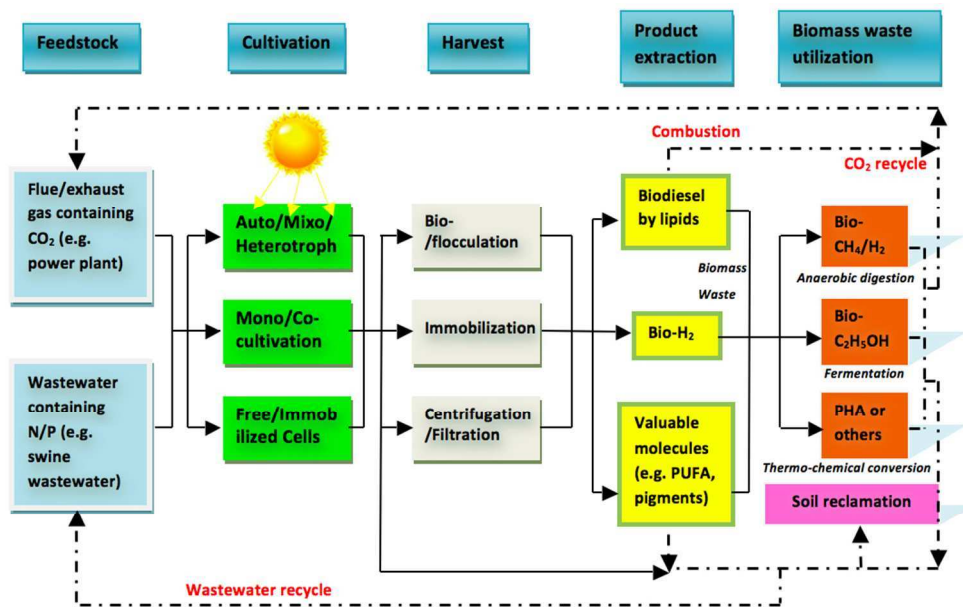 Feedstock
Cultivation
Harvest
Product
extraction
Biomass waste
utilization
Combustion
CO₂ recycle
Flue/exhaust
gas containing
CO₂ (e.g.
power plant)
Wastewater
containing
N/P (e.g.
swine
wastewater)
Auto/Mixo/
Heterotroph
Mono/Co-
cultivation
Free/Immob
ilized Cells
Bio-
/flocculation
Immobilization
Centrifugation
/Filtration
Biodiesel
by lipids
Biomass
Waste
Bio-H₂
Valuable
molecules
(e.g. PUFA,
pigments)
Bio-
CH₄/H₂
Anaerobic digestion
Bio-
C₂H₅OH
Fermentation
PHA or
others
Thermo-chemical conversion
Soil reclamation
Wastewater recycle